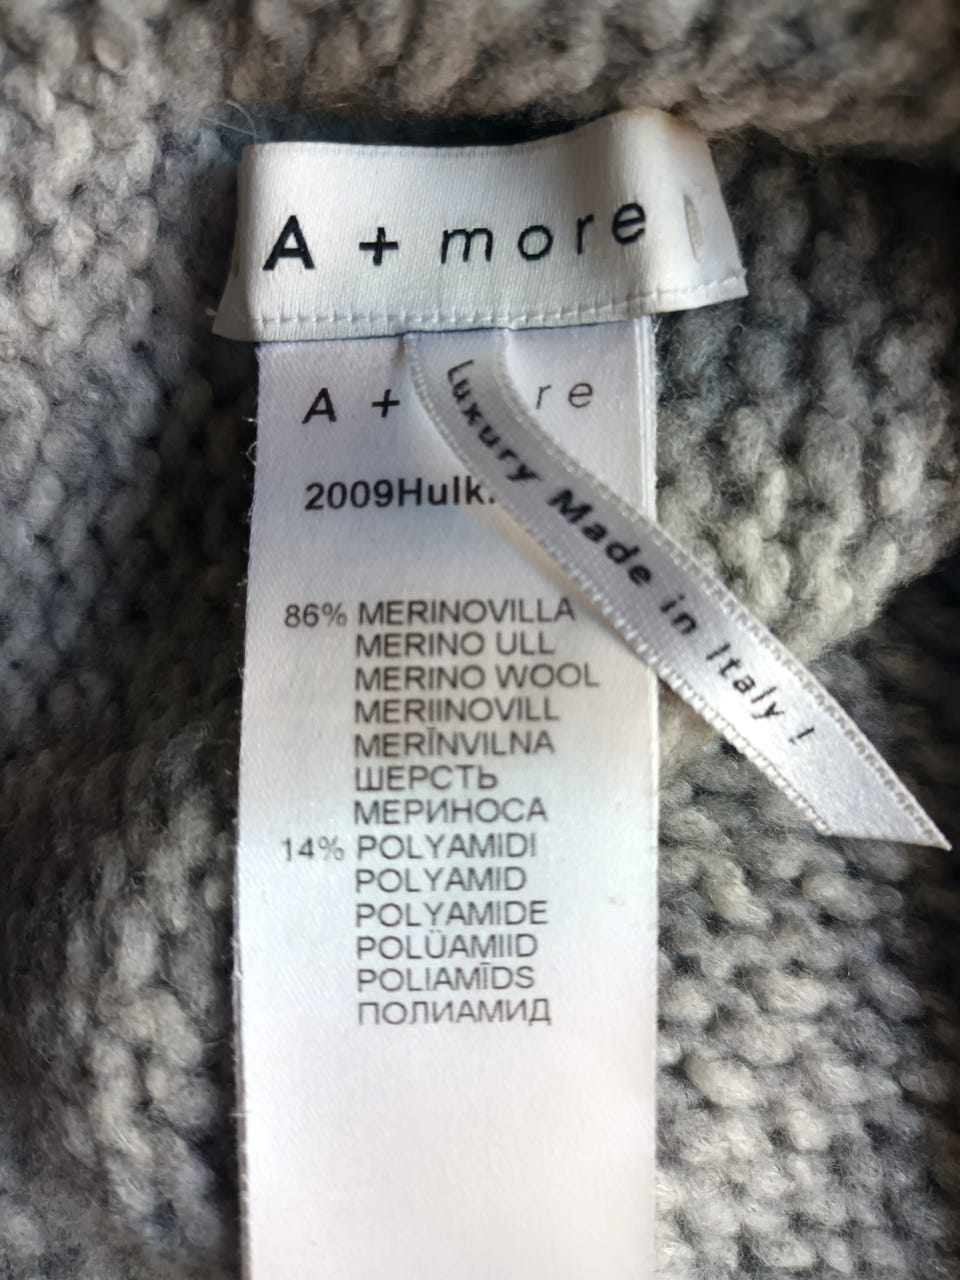 A + more
A + re
2009Hulk.
Luxury Made in Italy !
86% MERINOVILLA
MERINO ULL
MERINO WOOL
MERIINOVILL
MERĪNVILNA
ШЕРСТЬ
МЕРИНОСА
14% POLYAMIDI
POLYAMID
POLYAMIDE
POLÜAMIID
POLIAMĪDS
ПОЛИАМИД